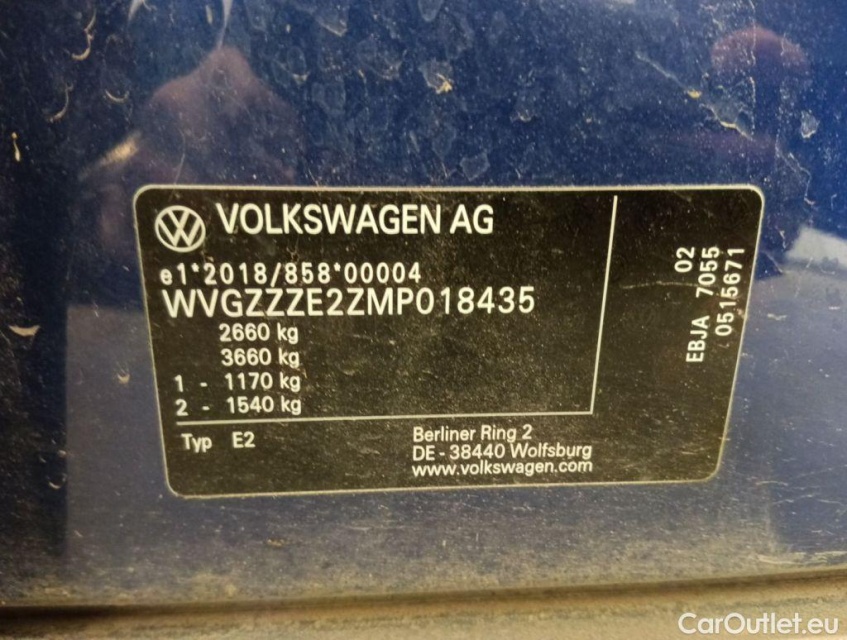 VOLKSWAGEN AG
e1*2018/858*00004
WVGZZZE2ZMP018435
2660 kg
3660 kg
1 - 1170 kg
2 - 1540 kg
Typ E2
Berliner Ring 2
DE - 38440 Wolfsburg
www.volkswagen.com
02
EBJA 7055
0515671
CarOutlet.eu